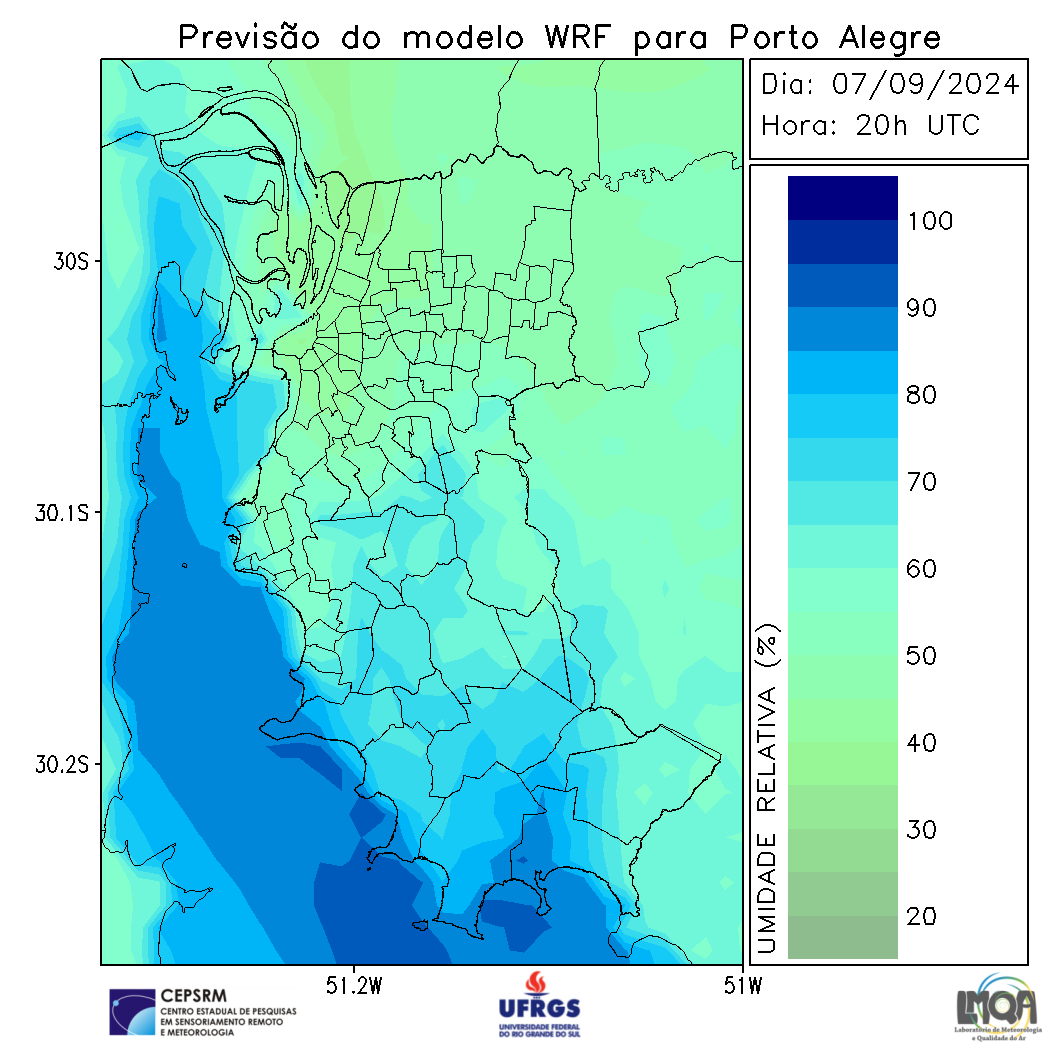 Previsão do modelo WRF para Porto Alegre
Dia: 07/09/2024
Hora: 20h UTC
30S
30.1S
30.2S
51.2W
51W
UMIDADE RELATIVA (%)
100
90
80
70
60
50
40
30
20
CEPSRM
CENTRO ESTADUAL DE PESQUISAS
EM SENSORIAMENTO REMOTO
E METEOROLOGIA
UFRGS
UNIVERSIDADE FEDERAL
DO RIO GRANDE DO SUL
LMQA
Laboratório de Meteorologia
e Qualidade do Ar